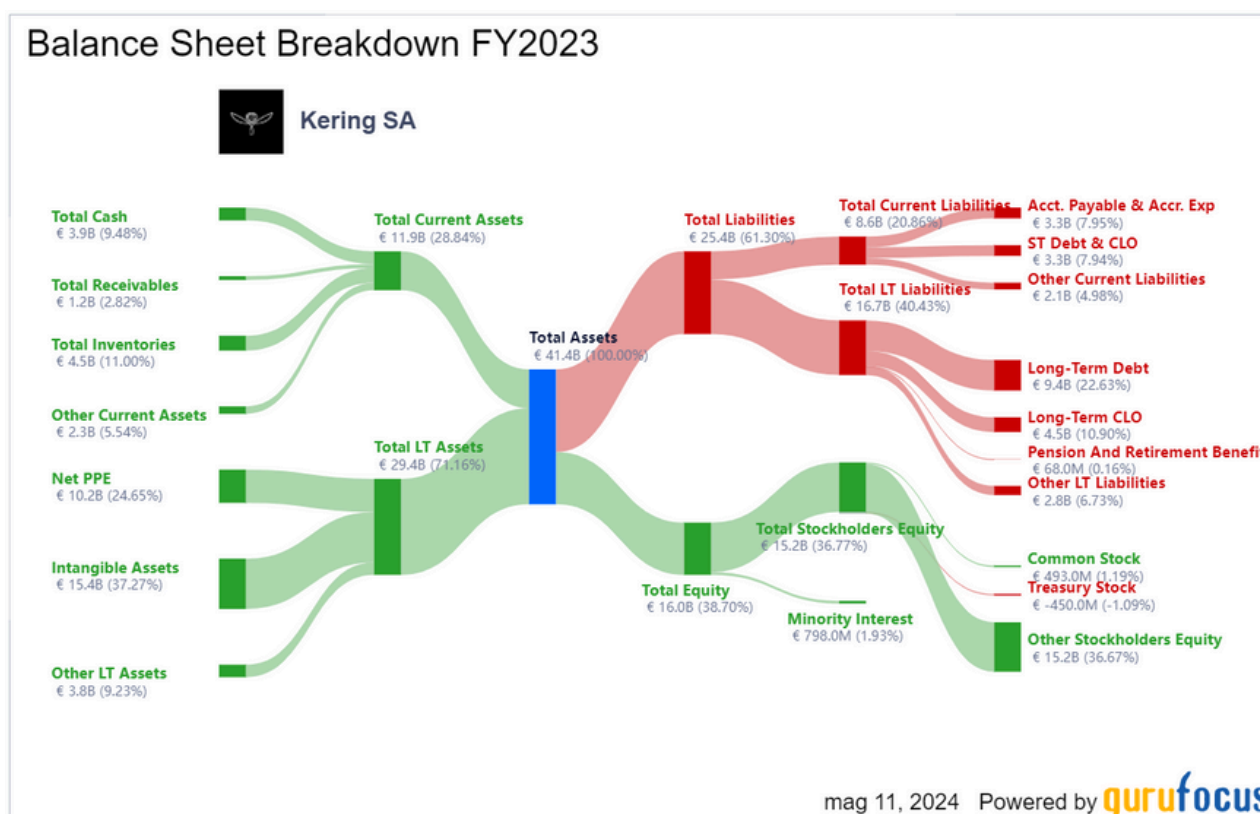 Balance Sheet Breakdown FY2023
Kering SA
Total Cash
€ 3.9B (9.48%)
Total Receivables
€ 1.2B (2.82%)
Total Inventories
€ 4.5B (11.00%)
Other Current Assets
€ 2.3B (5.54%)
Net PPE
€ 10.2B (24.65%)
Intangible Assets
€ 15.4B (37.27%)
Other LT Assets
€ 3.8B (9.23%)
Total Current Assets
€ 11.9B (28.84%)
Total LT Assets
€ 29.4B (71.16%)
Total Assets
€ 41.4B (100.00%)
Total Liabilities
€ 25.4B (61.30%)
Total Equity
€ 16.0B (38.70%)
Total Current Liabilities
€ 8.6B (20.86%)
Total LT Liabilities
€ 16.7B (40.43%)
Total Stockholders Equity
€ 15.2B (36.77%)
Minority Interest
€ 798.0M (1.93%)
Acct. Payable & Accr. Exp
€ 3.3B (7.95%)
ST Debt & CLO
€ 3.3B (7.94%)
Other Current Liabilities
€ 2.1B (4.98%)
Long-Term Debt
€ 9.4B (22.63%)
Long-Term CLO
€ 4.5B (10.90%)
Pension And Retirement Benefi
€ 68.0M (0.16%)
Other LT Liabilities
€ 2.8B (6.73%)
Common Stock
€ 493.0M (1.19%)
Treasury Stock
€ -450.0M (-1.09%)
Other Stockholders Equity
€ 15.2B (36.67%)
mag 11, 2024 Powered by gurufocus